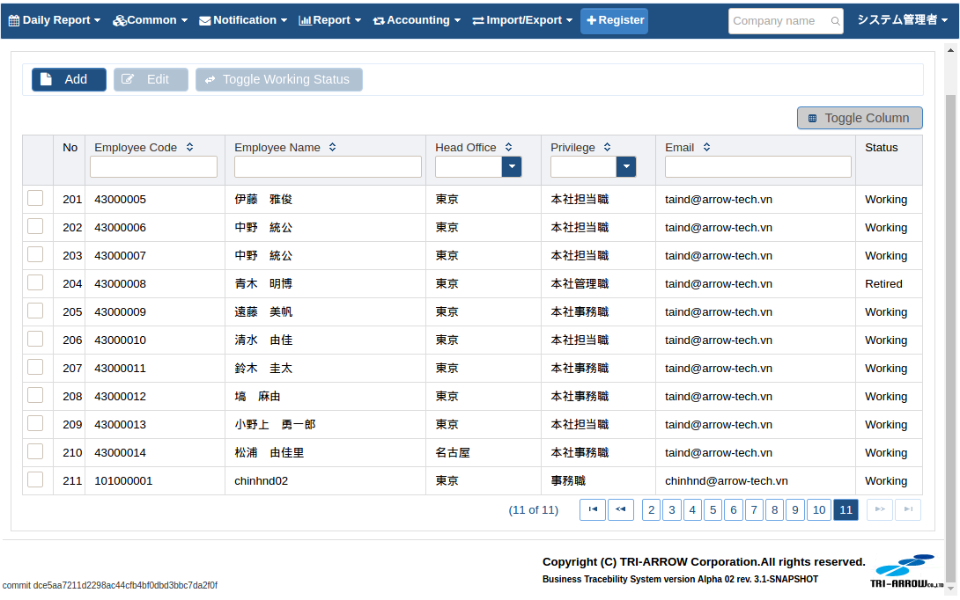 Daily Report Common Notification Report Accounting Import/Export Register Company name システム管理者
Add Edit Toggle Working Status
Toggle Column
No Employee Code Employee Name Head Office Privilege Email Status
201 43000005 伊藤　雅俊 東京 本社担当職 taind@arrow-tech.vn Working
202 43000006 中野　統公 東京 本社担当職 taind@arrow-tech.vn Working
203 43000007 中野　統公 東京 本社担当職 taind@arrow-tech.vn Working
204 43000008 青木　明博 東京 本社管理職 taind@arrow-tech.vn Retired
205 43000009 遠藤　美帆 東京 本社事務職 taind@arrow-tech.vn Working
206 43000010 清水　由佳 東京 本社担当職 taind@arrow-tech.vn Working
207 43000011 鈴木　圭太 東京 本社事務職 taind@arrow-tech.vn Working
208 43000012 塙　麻由 東京 本社事務職 taind@arrow-tech.vn Working
209 43000013 小野上　勇一郎 東京 本社担当職 taind@arrow-tech.vn Working
210 43000014 松浦　由佳里 名古屋 本社事務職 taind@arrow-tech.vn Working
211 101000001 chinhnd02 東京 事務職 chinhnd@arrow-tech.vn Working
(11 of 11) 2 3 4 5 6 7 8 9 10 11
Copyright (C) TRI-ARROW Corporation.All rights reserved.
Business Tracebility System version Alpha 02 rev. 3.1-SNAPSHOT
TRI-ARROW Co.,LTD
commit dce5aa7211d2298ac44cfb4bf0dbd3bbc7da2f0f